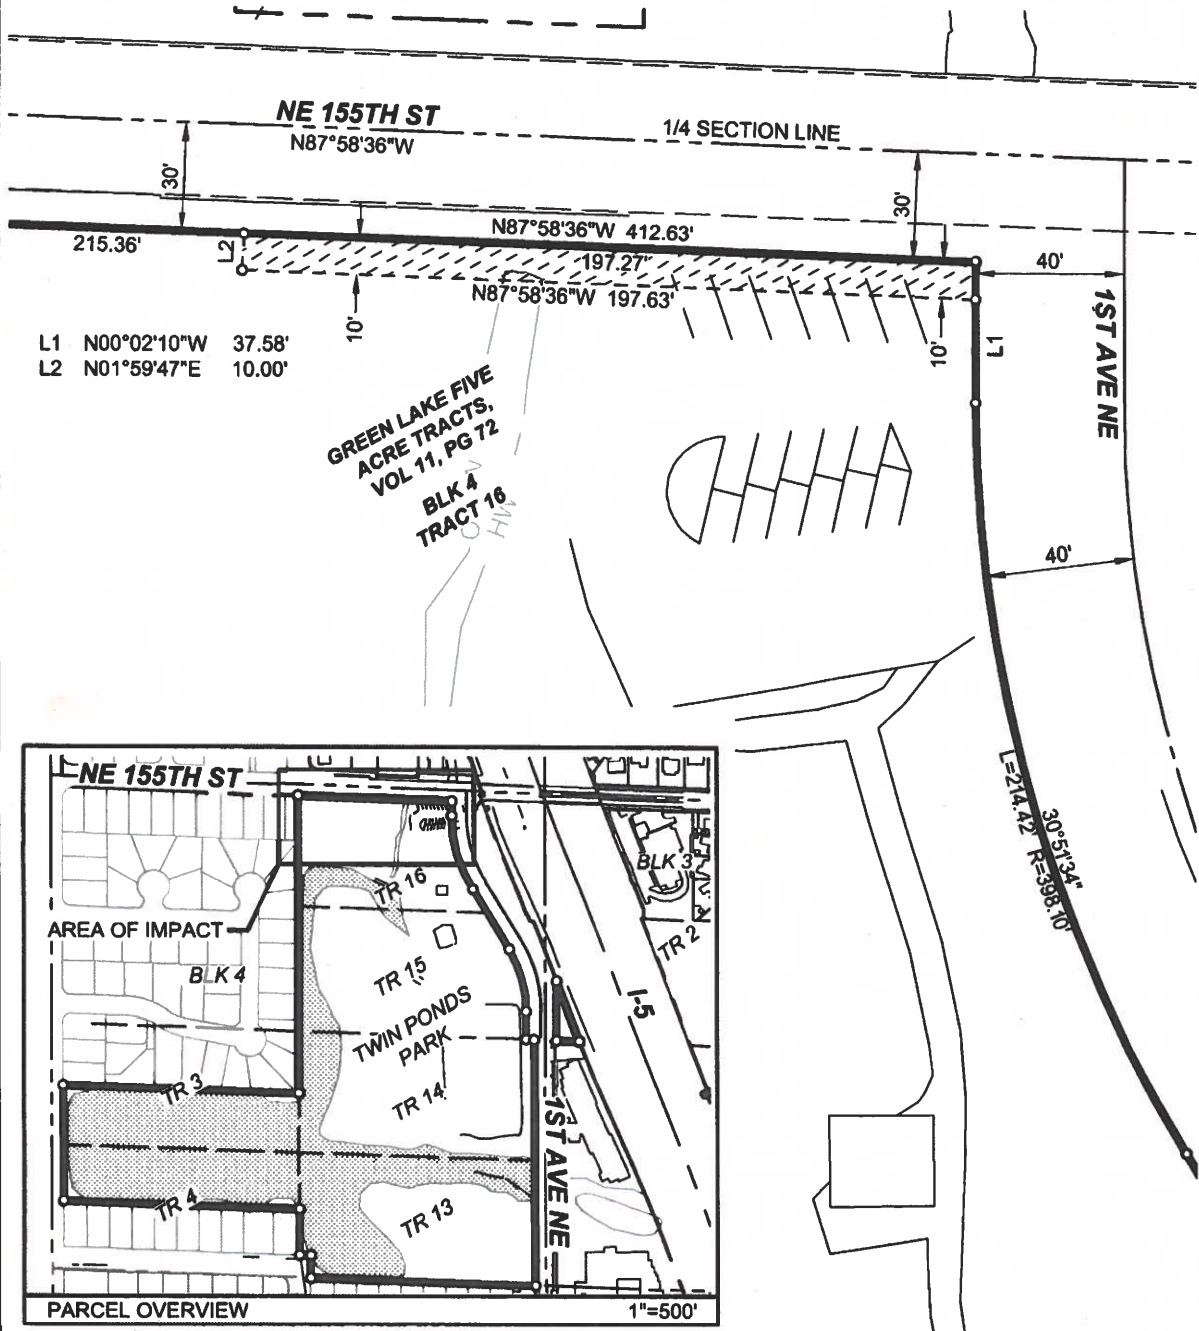 NE 155TH ST
N87°58'36"W
1/4 SECTION LINE
30'
30'
N87°58'36"W 412.63'
215.36'
L2
197.27'
40'
N87°58'36"W 197.63'
10'
10'
L1
1ST AVE NE
L1 N00°02'10"W 37.58'
L2 N01°59'47"E 10.00'
GREEN LAKE FIVE
ACRE TRACTS,
VOL 11, PG 72
BLK 4
TRACT 16
40'
30°51'34"
L=214.42' R=398.10'
NE 155TH ST
BLK 3
TR 16
AREA OF IMPACT
TR 2
BLK 4
TR 15
I-5
TWIN PONDS
PARK
TR 3
TR 14
1ST AVE NE
TR 4
TR 13
PARCEL OVERVIEW
1"=500'